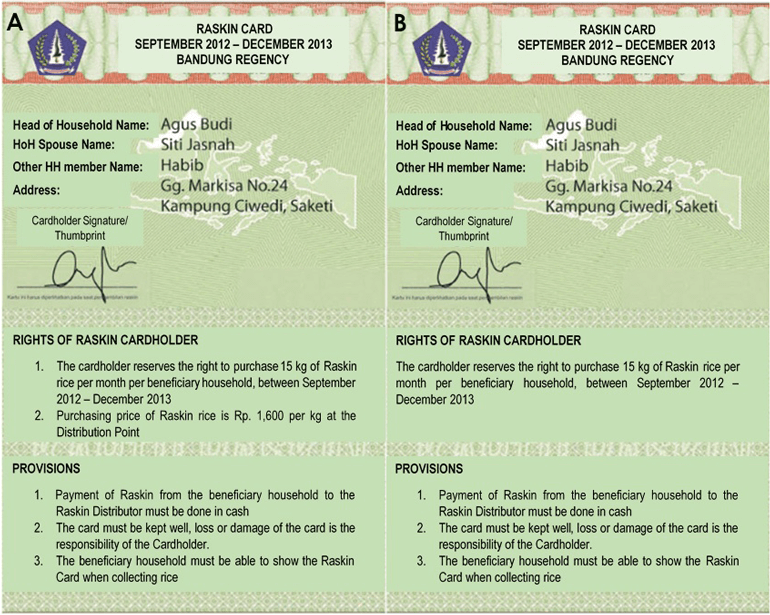 A
RASKIN CARD
SEPTEMBER 2012 – DECEMBER 2013
BANDUNG REGENCY
Head of Household Name: Agus Budi
HoH Spouse Name: Siti Jasnah
Other HH member Name: Habib
Address: Gg. Markisa No.24
Kampung Ciwedi, Saketi
Cardholder Signature/
Thumbprint
Kartu ini harus diperlihatkan pada saat pengambilan raskin
RIGHTS OF RASKIN CARDHOLDER
1. The cardholder reserves the right to purchase 15 kg of Raskin
rice per month per beneficiary household, between September
2012 – December 2013
2. Purchasing price of Raskin rice is Rp. 1,600 per kg at the
Distribution Point
PROVISIONS
1. Payment of Raskin from the beneficiary household to the
Raskin Distributor must be done in cash
2. The card must be kept well, loss or damage of the card is the
responsibility of the Cardholder.
3. The beneficiary household must be able to show the Raskin
Card when collecting rice
B
RASKIN CARD
SEPTEMBER 2012 – DECEMBER 2013
BANDUNG REGENCY
Head of Household Name: Agus Budi
HoH Spouse Name: Siti Jasnah
Other HH member Name: Habib
Address: Gg. Markisa No.24
Kampung Ciwedi, Saketi
Cardholder Signature/
Thumbprint
Kartu ini harus diperlihatkan pada saat pengambilan raskin
RIGHTS OF RASKIN CARDHOLDER
The cardholder reserves the right to purchase 15 kg of Raskin rice per
month per beneficiary household, between September 2012 –
December 2013
PROVISIONS
1. Payment of Raskin from the beneficiary household to the
Raskin Distributor must be done in cash
2. The card must be kept well, loss or damage of the card is the
responsibility of the Cardholder.
3. The beneficiary household must be able to show the Raskin
Card when collecting rice